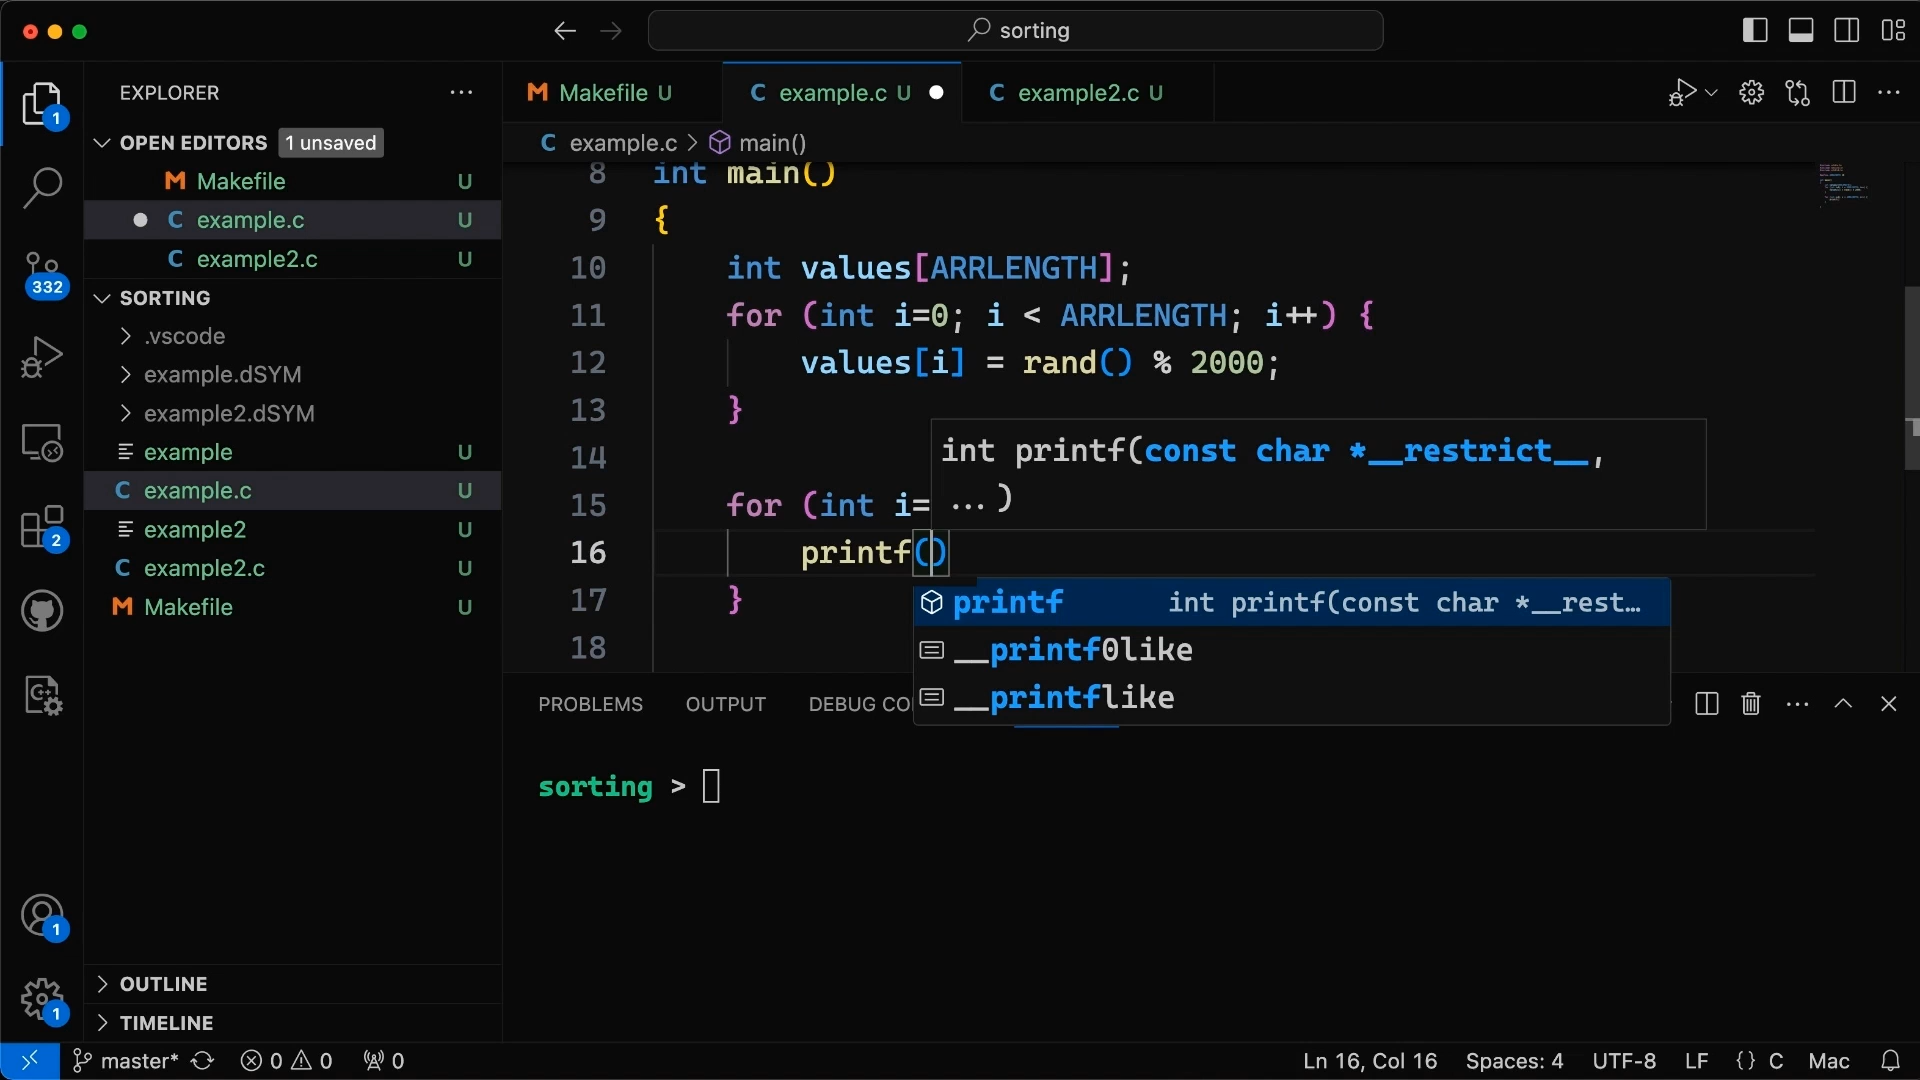 sorting
EXPLORER
OPEN EDITORS 1 unsaved
M Makefile U
C example.c U
C example2.c U
SORTING
.vscode
example.dSYM
example2.dSYM
example U
C example.c U
example2 U
C example2.c U
M Makefile U
OUTLINE
TIMELINE
1
332
2
1
1
M Makefile U C example.c U C example2.c U
C example.c > main()
8 int main()
9 {
10 int values[ARRLENGTH];
11 for (int i=0; i < ARRLENGTH; i++) {
12 values[i] = rand() % 2000;
13 }
14
15 for (int i=
16 printf()
17 }
18
int printf(const char *__restrict__,
...)
printf int printf(const char *__rest…
__printf0like
__printflike
PROBLEMS OUTPUT DEBUG CO
sorting >
master* 0 0 0 Ln 16, Col 16 Spaces: 4 UTF-8 LF {} C Mac